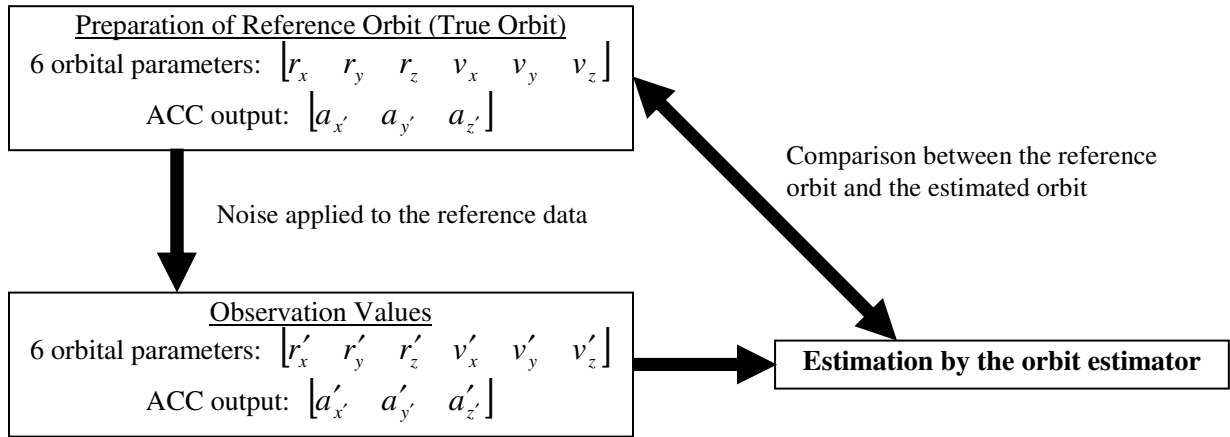 Preparation of Reference Orbit (True Orbit)
6 orbital parameters: ⌊r_x r_y r_z v_x v_y v_z⌋
ACC output: ⌊a_x′ a_y′ a_z′⌋
Comparison between the reference
orbit and the estimated orbit
Noise applied to the reference data
Observation Values
6 orbital parameters: ⌊r′_x r′_y r′_z v′_x v′_y v′_z⌋
ACC output: ⌊a′_x′ a′_y′ a′_z′⌋
Estimation by the orbit estimator